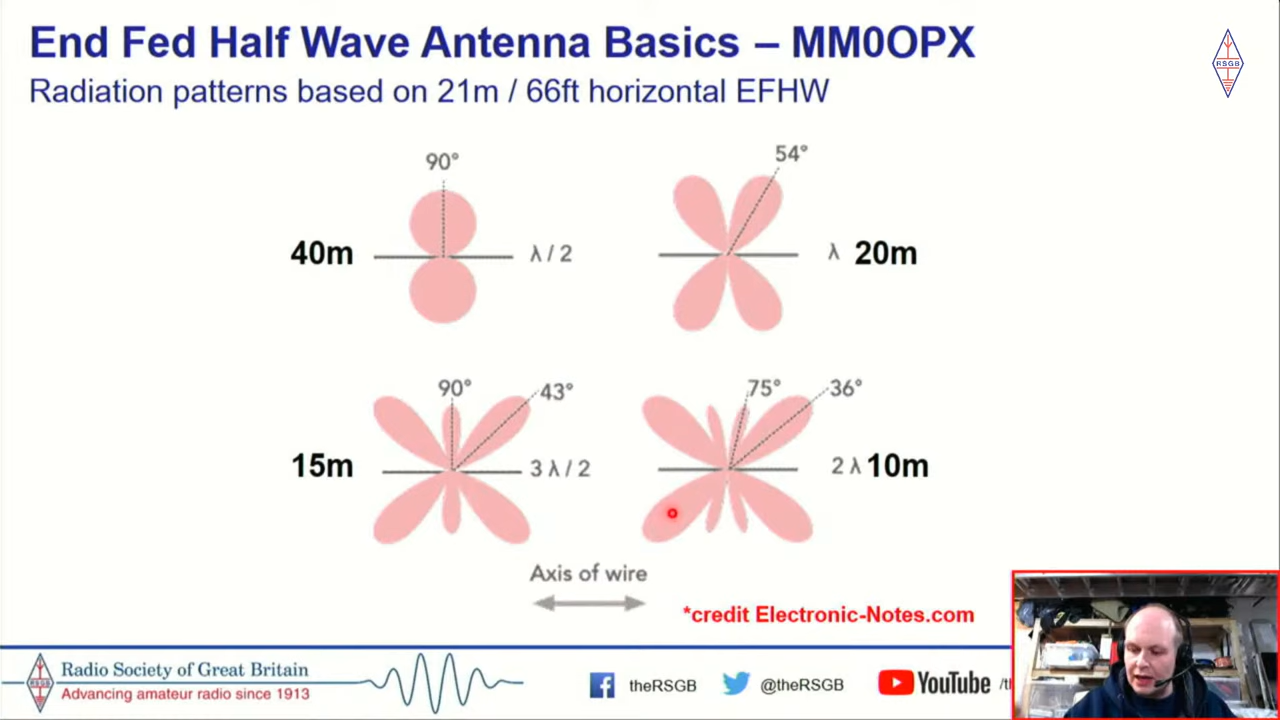 End Fed Half Wave Antenna Basics – MM0OPX
Radiation patterns based on 21m / 66ft horizontal EFHW
RSGB
90°
54°
40m
λ / 2
λ 20m
90°
43°
75°
36°
15m
3 λ / 2
2 λ 10m
Axis of wire
*credit Electronic-Notes.com
RSGB
Radio Society of Great Britain
Advancing amateur radio since 1913
theRSGB
@theRSGB
YouTube